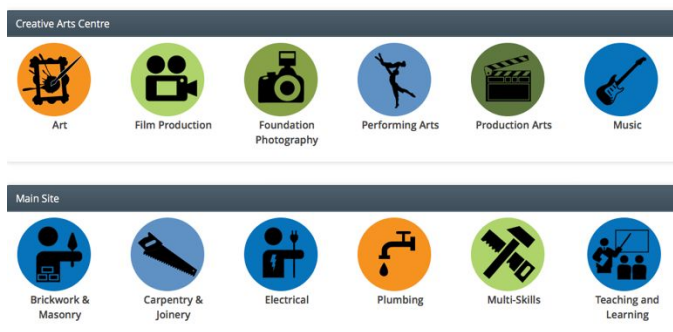 Creative Arts Centre
Art
Film Production
Foundation
Photography
Performing Arts
Production Arts
Music
Main Site
Brickwork &
Masonry
Carpentry &
Joinery
Electrical
Plumbing
Multi-Skills
Teaching and
Learning